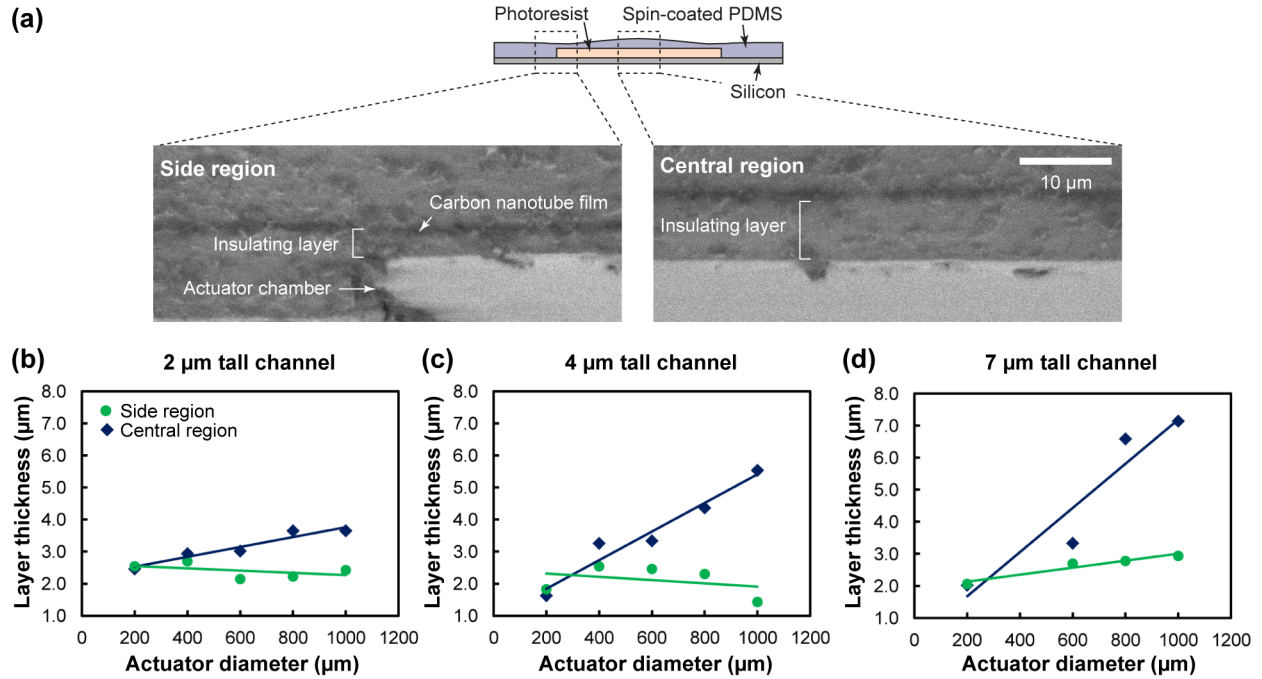 (a)
Photoresist
Spin-coated PDMS
Silicon
Side region
Carbon nanotube film
Insulating layer
Actuator chamber
Central region
10 µm
Insulating layer
(b)
2 µm tall channel
Layer thickness (µm)
8.0
7.0
6.0
5.0
4.0
3.0
2.0
1.0
Side region
Central region
0 200 400 600 800 1000 1200
Actuator diameter (µm)
(c)
4 µm tall channel
Layer thickness (µm)
8.0
7.0
6.0
5.0
4.0
3.0
2.0
1.0
0 200 400 600 800 1000 1200
Actuator diameter (µm)
(d)
7 µm tall channel
Layer thickness (µm)
8.0
7.0
6.0
5.0
4.0
3.0
2.0
1.0
0 200 400 600 800 1000 1200
Actuator diameter (µm)